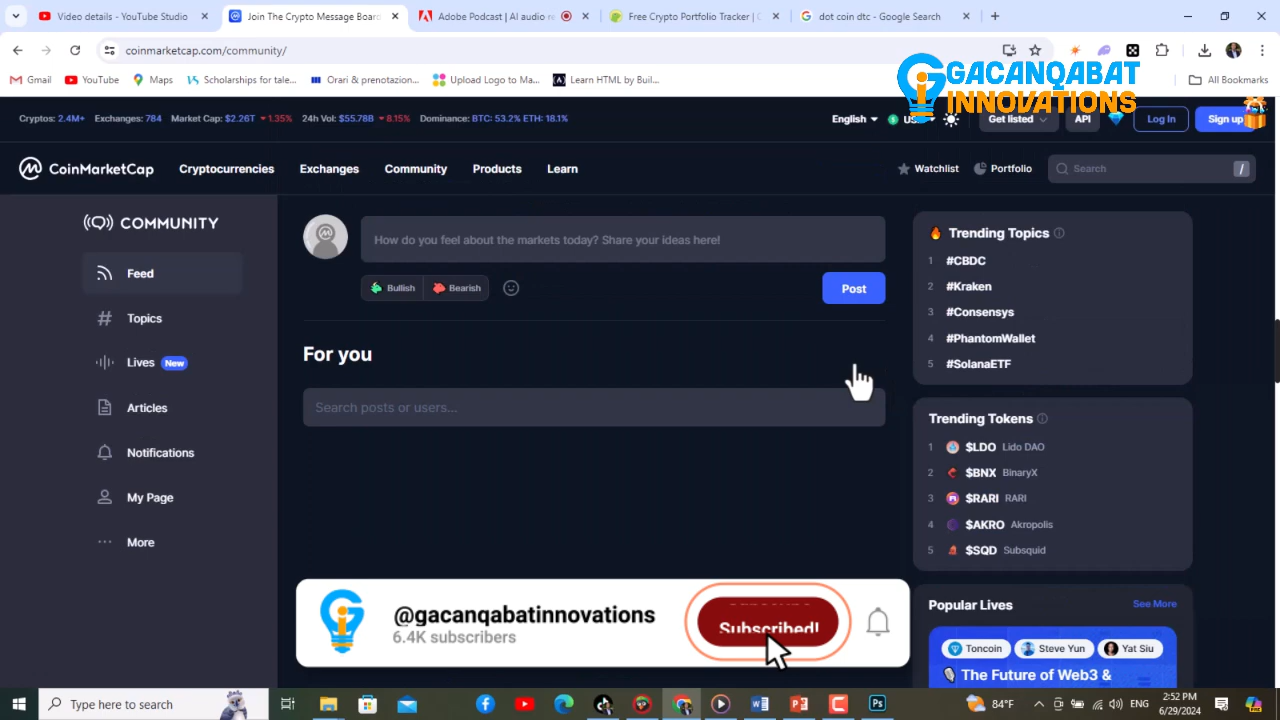 Video details - YouTube Studio
Join The Crypto Message Board
Adobe Podcast | AI audio re
Free Crypto Portfolio Tracker | C
dot coin dtc - Google Search
coinmarketcap.com/community/
Gmail
YouTube
Maps
Scholarships for tale...
Orari & prenotazion...
Upload Logo to Ma...
Learn HTML by Buil...
All Bookmarks
GACANQABAT
INNOVATIONS
Cryptos: 2.4M+ Exchanges: 784 Market Cap: $2.26T 1.35% 24h Vol: $55.78B 8.15% Dominance: BTC: 53.2% ETH: 18.1%
English
Get listed
API
Log In
Sign up
CoinMarketCap
Cryptocurrencies
Exchanges
Community
Products
Learn
Watchlist
Portfolio
Search
/
COMMUNITY
Feed
Topics
Lives New
Articles
Notifications
My Page
More
How do you feel about the markets today? Share your ideas here!
Bullish
Bearish
Post
For you
Search posts or users...
Trending Topics
1 #CBDC
2 #Kraken
3 #Consensys
4 #PhantomWallet
5 #SolanaETF
Trending Tokens
1 $LDO Lido DAO
2 $BNX BinaryX
3 $RARI RARI
4 $AKRO Akropolis
5 $SQD Subsquid
Popular Lives
See More
Toncoin
Steve Yun
Yat Siu
The Future of Web3 &
@gacanqabatinnovations
6.4K subscribers
Subscribed!
Type here to search
84°F
ENG
2:52 PM
6/29/2024